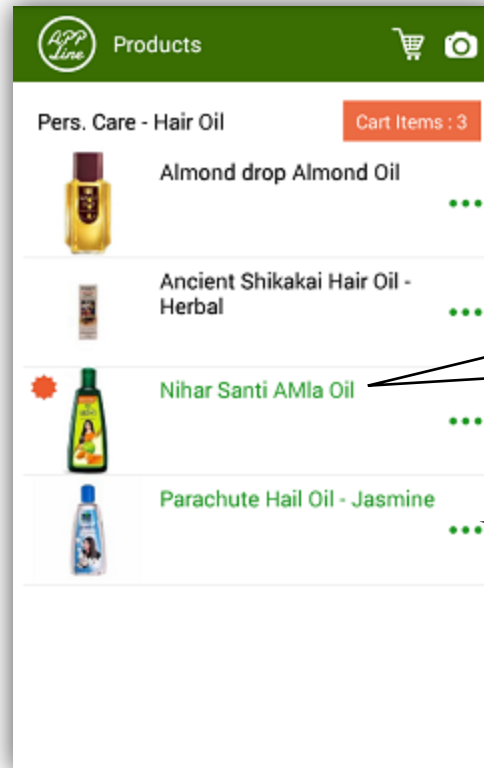 APP
Line
Products
Pers. Care - Hair Oil
Cart Items : 3
Almond drop Almond Oil
Ancient Shikakai Hair Oil -
Herbal
Nihar Santi AMla Oil
Parachute Hail Oil - Jasmine